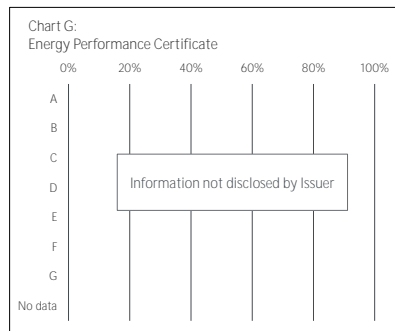 Chart G:
Energy Performance Certificate
0% 20% 40% 60% 80% 100%
A
B
C
Information not disclosed by Issuer
D
E
F
G
No data